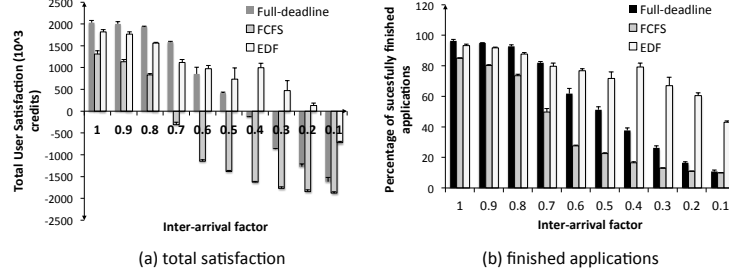 Total User Satisfaction (10^3 credits)
2500
2000
1500
1000
500
0
-500
-1000
-1500
-2000
-2500
Full-deadline
FCFS
EDF
1 0.9 0.8 0.7 0.6 0.5 0.4 0.3 0.2 0.1
Inter-arrival factor
(a) total satisfaction
Percentage of sucesfully finished applications
120
100
80
60
40
20
0
Full-deadline
FCFS
EDF
1 0.9 0.8 0.7 0.6 0.5 0.4 0.3 0.2 0.1
Inter-arrival factor
(b) finished applications